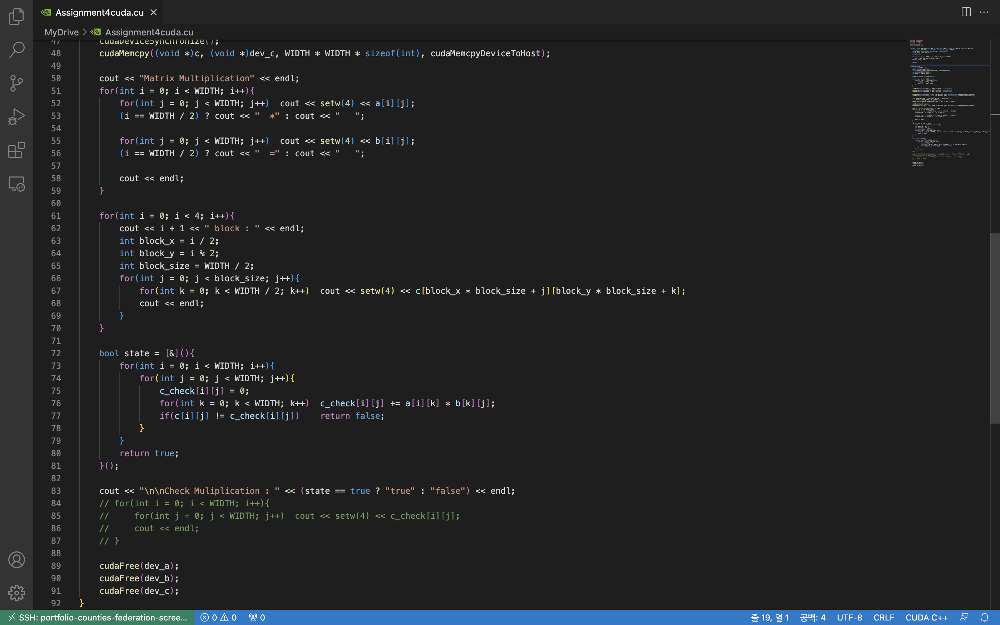 Assignment4cuda.cu
MyDrive > Assignment4cuda.cu
47 cudaDeviceSynchronize();
48 cudaMemcpy((void *)c, (void *)dev_c, WIDTH * WIDTH * sizeof(int), cudaMemcpyDeviceToHost);
49
50 cout << "Matrix Multiplication" << endl;
51 for(int i = 0; i < WIDTH; i++){
52     for(int j = 0; j < WIDTH; j++)  cout << setw(4) << a[i][j];
53     (i == WIDTH / 2) ? cout << "  *" : cout << "   ";
54
55     for(int j = 0; j < WIDTH; j++)  cout << setw(4) << b[i][j];
56     (i == WIDTH / 2) ? cout << "  =" : cout << "   ";
57
58     cout << endl;
59 }
60
61 for(int i = 0; i < 4; i++){
62     cout << i + 1 << " block : " << endl;
63     int block_x = i / 2;
64     int block_y = i % 2;
65     int block_size = WIDTH / 2;
66     for(int j = 0; j < block_size; j++){
67         for(int k = 0; k < WIDTH / 2; k++)  cout << setw(4) << c[block_x * block_size + j][block_y * block_size + k];
68         cout << endl;
69     }
70 }
71
72 bool state = [&](){
73     for(int i = 0; i < WIDTH; i++){
74         for(int j = 0; j < WIDTH; j++){
75             c_check[i][j] = 0;
76             for(int k = 0; k < WIDTH; k++)  c_check[i][j] += a[i][k] * b[k][j];
77             if(c[i][j] != c_check[i][j])    return false;
78         }
79     }
80     return true;
81 }();
82
83 cout << "\n\nCheck Muliplication : " << (state == true ? "true" : "false") << endl;
84 // for(int i = 0; i < WIDTH; i++){
85 //     for(int j = 0; j < WIDTH; j++)  cout << setw(4) << c_check[i][j];
86 //     cout << endl;
87 // }
88
89 cudaFree(dev_a);
90 cudaFree(dev_b);
91 cudaFree(dev_c);
92 }
SSH: portfolio-counties-federation-scree... 0 0 0 줄 19, 열 1 공백: 4 UTF-8 CRLF CUDA C++